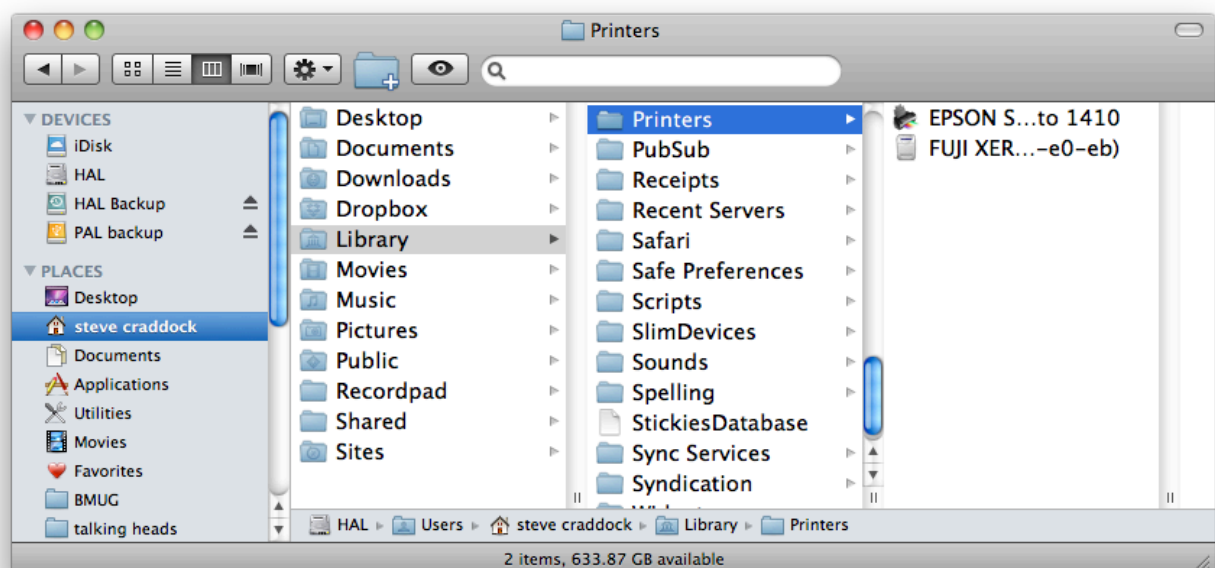 Printers
DEVICES
iDisk
HAL
HAL Backup
PAL backup
PLACES
Desktop
steve craddock
Documents
Applications
Utilities
Movies
Favorites
BMUG
talking heads
Desktop
Documents
Downloads
Dropbox
Library
Movies
Music
Pictures
Public
Recordpad
Shared
Sites
Printers
PubSub
Receipts
Recent Servers
Safari
Safe Preferences
Scripts
SlimDevices
Sounds
Spelling
StickiesDatabase
Sync Services
Syndication
EPSON S...to 1410
FUJI XER...-e0-eb)
HAL Users steve craddock Library Printers
2 items, 633.87 GB available